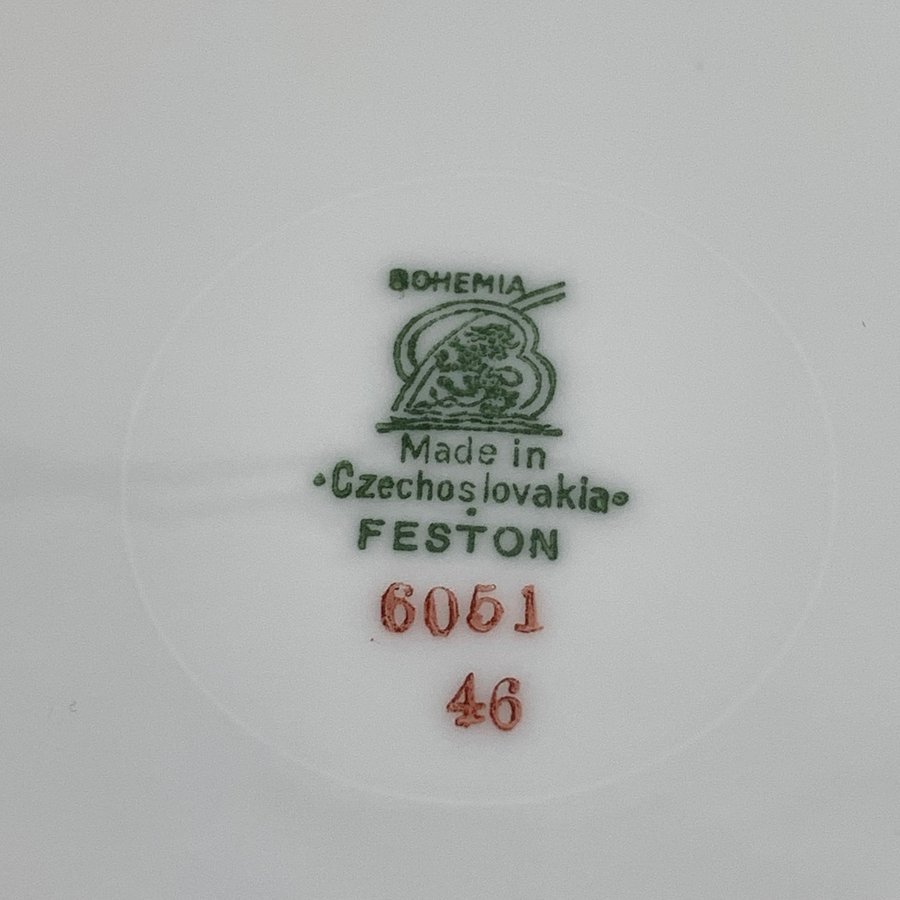 BOHEMIA
B
Made in
•Czechoslovakia•
FESTON
6051
46